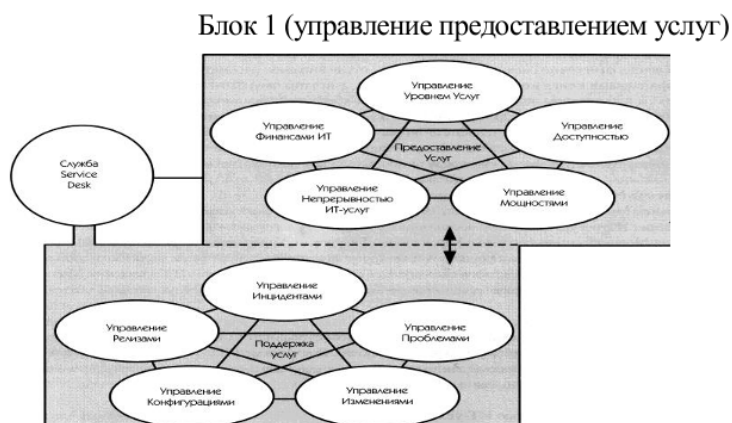 Блок 1 (управление предоставлением услуг)
Управление
Уровнем Услуг
Управление
Финансами ИТ
Управление
Доступностью
Предоставление
Услуг
Служба
Service
Desk
Управление
Непрерывностью
ИТ-услуг
Управление
Мощностями
Управление
Инцидентами
Управление
Релизами
Управление
Проблемами
Поддержка
услуг
Управление
Конфигурациями
Управление
Изменениями